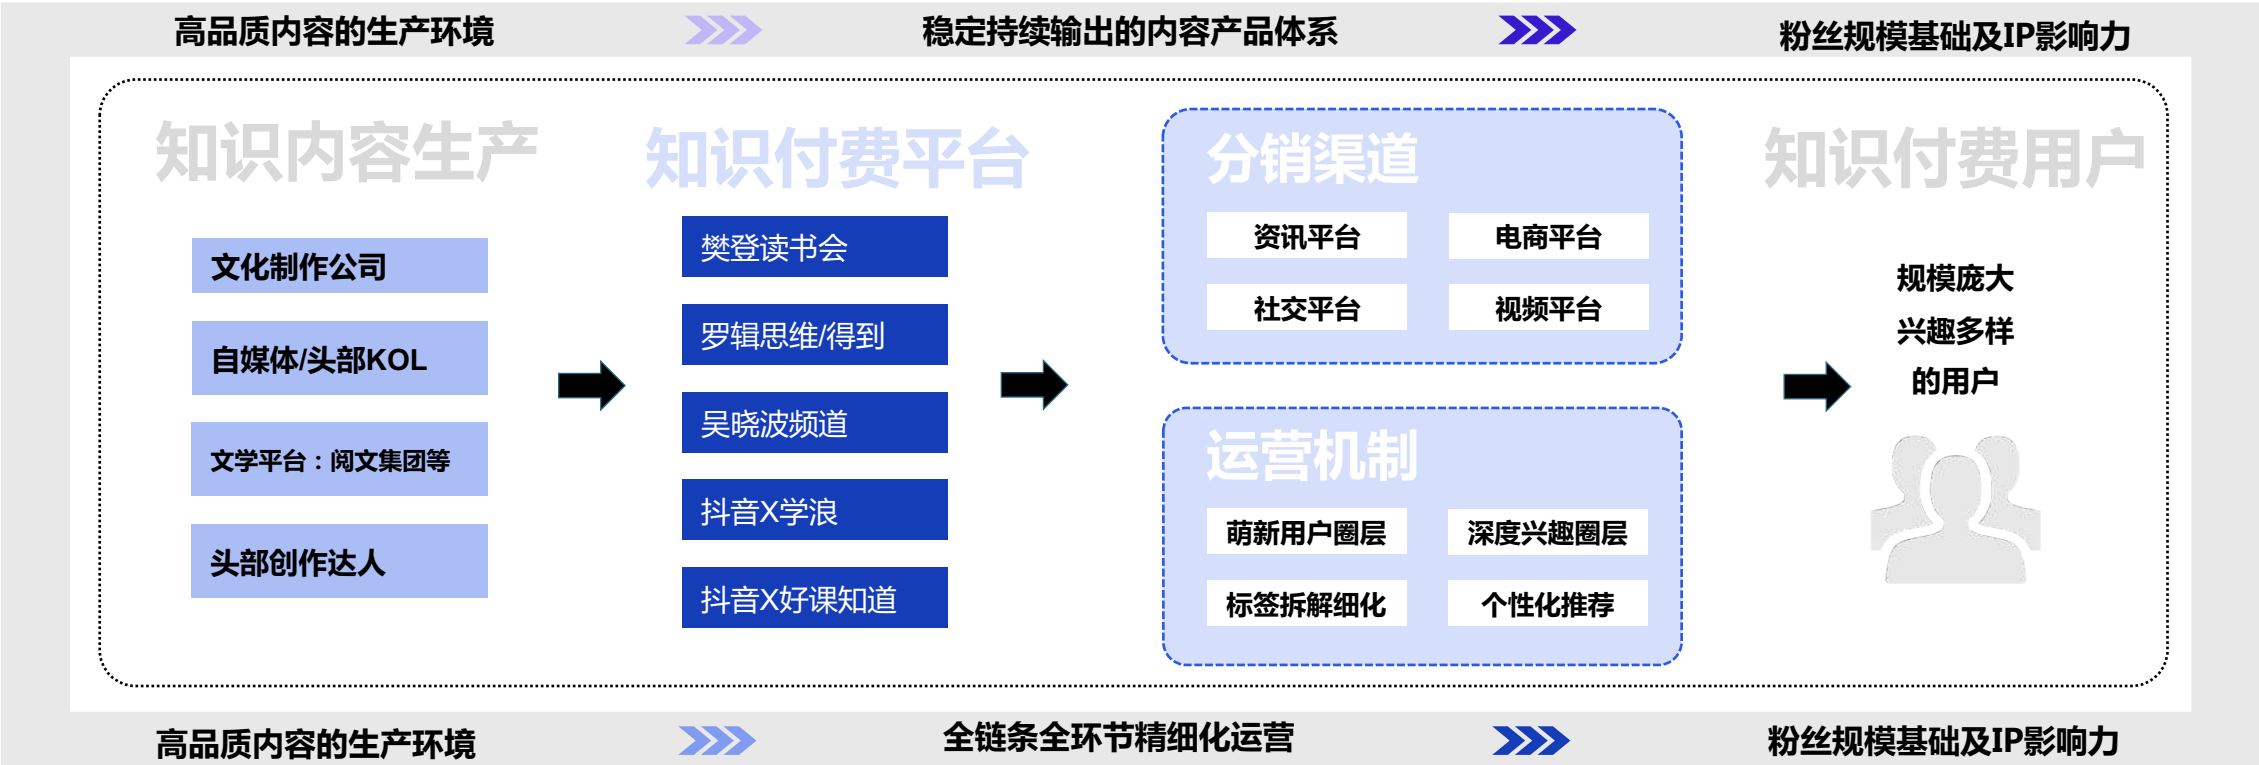 高品质内容的生产环境
稳定持续输出的内容产品体系
粉丝规模基础及IP影响力
知识内容生产
文化制作公司
自媒体/头部KOL
文学平台：阅文集团等
头部创作达人
知识付费平台
樊登读书会
罗辑思维/得到
吴晓波频道
抖音X学浪
抖音X好课知道
分销渠道
资讯平台
电商平台
社交平台
视频平台
运营机制
萌新用户圈层
深度兴趣圈层
标签拆解细化
个性化推荐
知识付费用户
规模庞大
兴趣多样
的用户
高品质内容的生产环境
全链条全环节精细化运营
粉丝规模基础及IP影响力